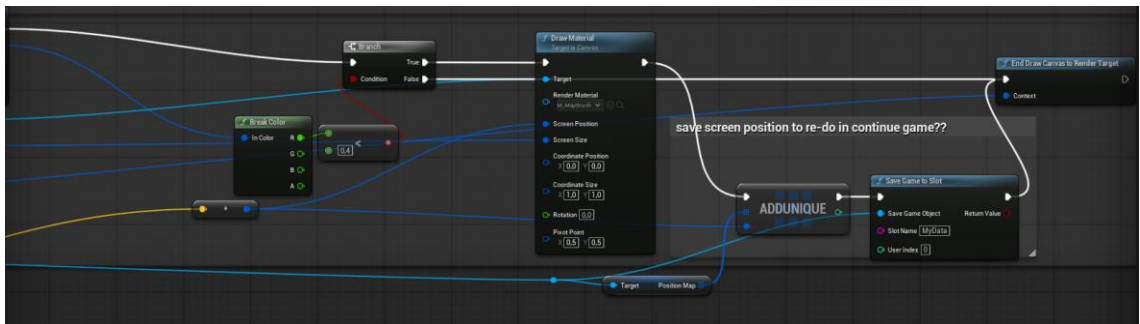 Branch
True
Condition
False
Break Color
In Color
R
G
B
A
<
0,4
Draw Material
Target is Canvas
Target
Render Material
M_MapBrush
Screen Position
Screen Size
Coordinate Position
X 0,0 Y 0,0
Coordinate Size
X 1,0 Y 1,0
Rotation 0,0
Pivot Point
X 0,5 Y 0,5
save screen position to re-do in continue game??
ADDUNIQUE
Target
Position Map
Save Game to Slot
Save Game Object
Return Value
Slot Name MyData
User Index 0
End Draw Canvas to Render Target
Context